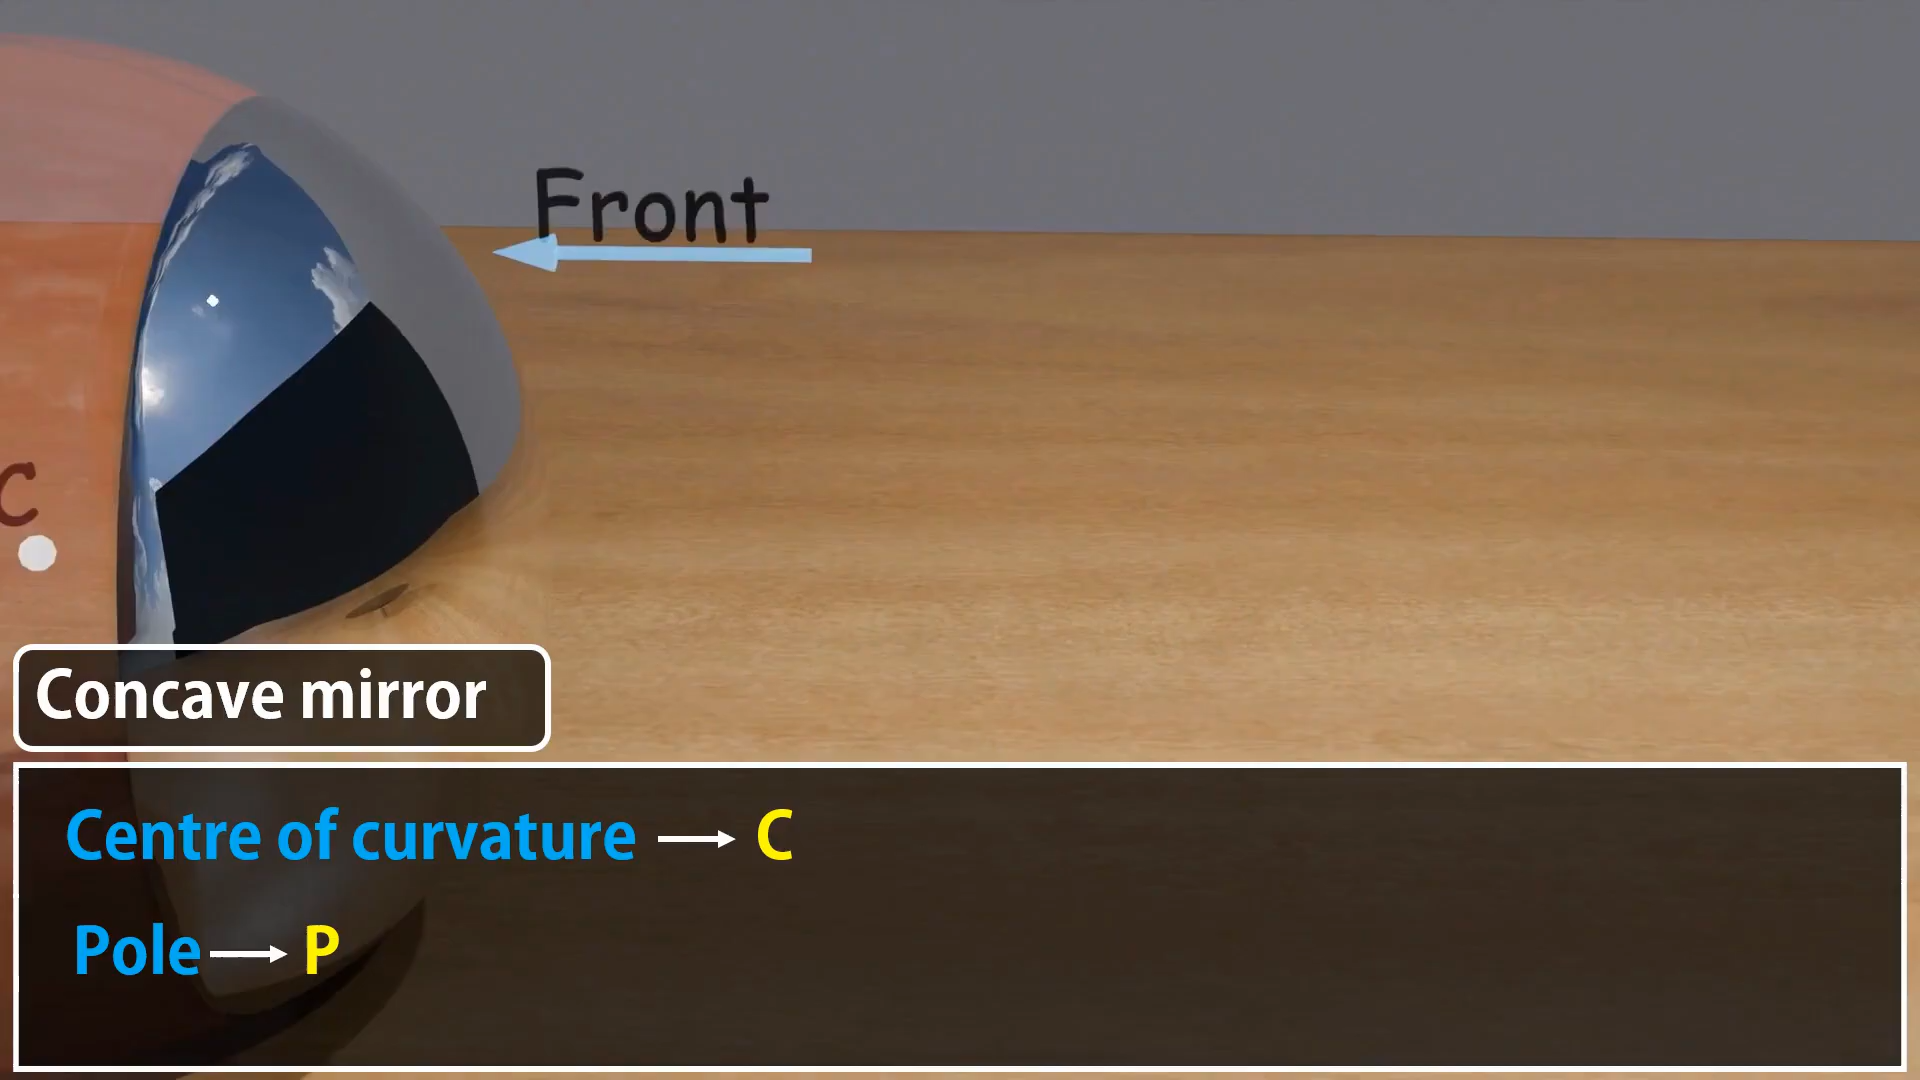 Front
C
Concave mirror
Centre of curvature → C
Pole → P